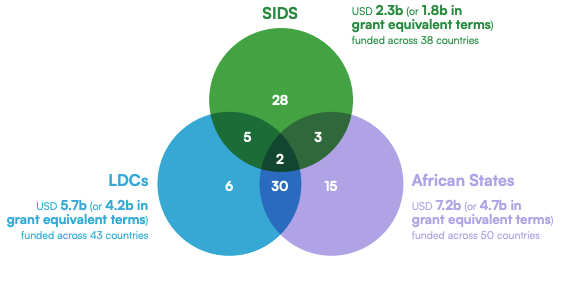 SIDS
USD 2.3b (or 1.8b in
grant equivalent terms)
funded across 38 countries
28
5
3
2
6
30
15
LDCs
USD 5.7b (or 4.2b in
grant equivalent terms)
funded across 43 countries
African States
USD 7.2b (or 4.7b in
grant equivalent terms)
funded across 50 countries